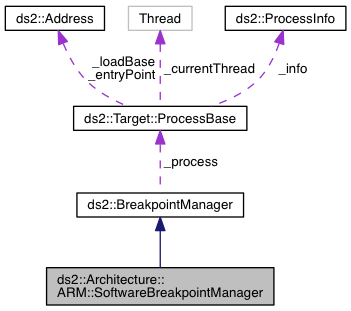 ds2::Address
Thread
ds2::ProcessInfo
_loadBase
_entryPoint
_currentThread
_info
ds2::Target::ProcessBase
_process
ds2::BreakpointManager
ds2::Architecture::
ARM::SoftwareBreakpointManager